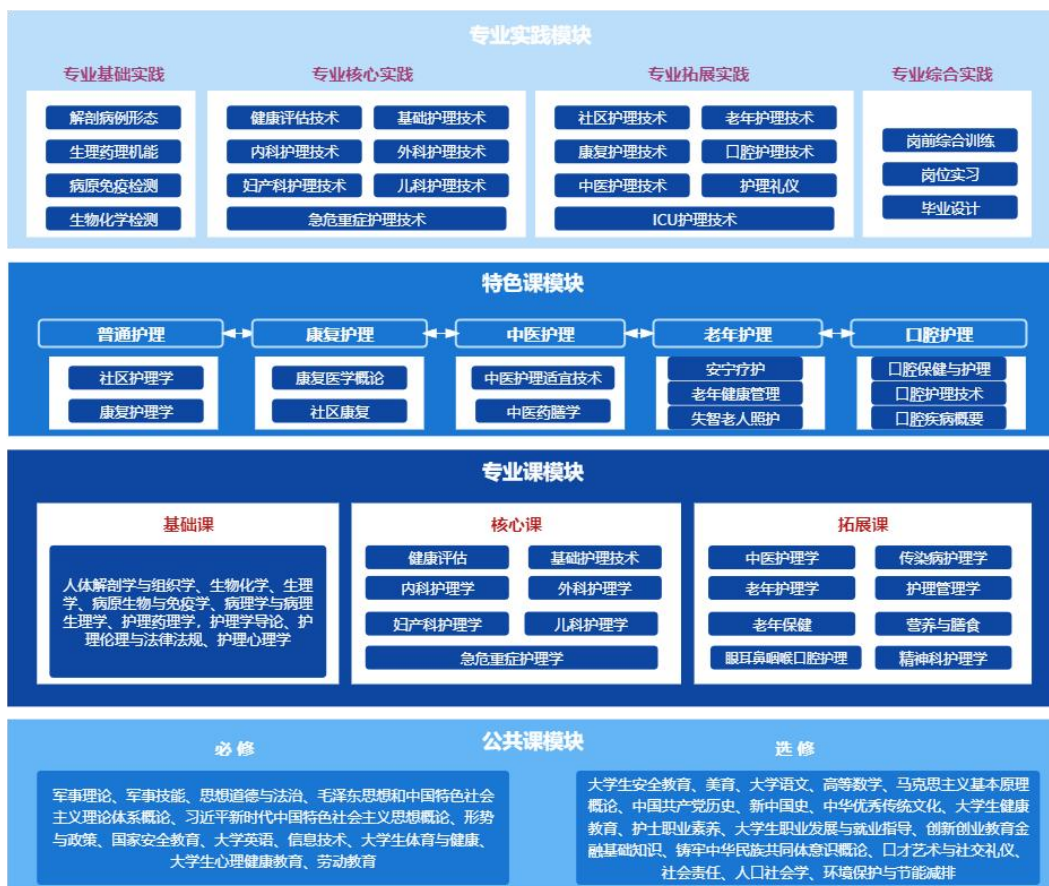 专业实践模块
专业基础实践
专业核心实践
专业拓展实践
专业综合实践
解剖病例形态
生理药理机能
病原免疫检测
生物化学检测
健康评估技术
基础护理技术
内科护理技术
外科护理技术
妇产科护理技术
儿科护理技术
急危重症护理技术
社区护理技术
老年护理技术
康复护理技术
口腔护理技术
中医护理技术
护理礼仪
ICU护理技术
岗前综合训练
岗位实习
毕业设计
特色课模块
普通护理
康复护理
中医护理
老年护理
口腔护理
社区护理学
康复护理学
康复医学概论
社区康复
中医护理适宜技术
中医药膳学
安宁疗护
老年健康管理
失智老人照护
口腔保健与护理
口腔护理技术
口腔疾病概要
专业课模块
基础课
核心课
拓展课
人体解剖学与组织学、生物化学、生理
学、病原生物与免疫学、病理学与病理
生理学、护理药理学，护理学导论、护
理伦理与法律法规、护理心理学
健康评估
基础护理技术
内科护理学
外科护理学
妇产科护理学
儿科护理学
急危重症护理学
中医护理学
传染病护理学
老年护理学
护理管理学
老年保健
营养与膳食
眼耳鼻咽喉口腔护理
精神科护理学
公共课模块
必修
选修
军事理论、军事技能、思想道德与法治、毛泽东思想和中国特色社会
主义理论体系概论、习近平新时代中国特色社会主义思想概论、形势
与政策、国家安全教育、大学英语、信息技术、大学生体育与健康、
大学生心理健康教育、劳动教育
大学生安全教育、美育、大学语文、高等数学、马克思主义基本原理
概论、中国共产党历史、新中国史、中华优秀传统文化、大学生健康
教育、护士职业素养、大学生职业发展与就业指导、创新创业教育金
融基础知识、铸牢中华民族共同体意识概论、口才艺术与社交礼仪、
社会责任、人口社会学、环境保护与节能减排